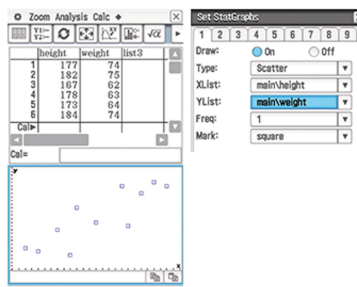 Zoom Analysis Calc
height weight list3
1 177 74
2 182 75
3 167 62
4 178 63
5 173 64
6 184 74
Cal▶
Cal=
y
x
Set StatGraphs
1 2 3 4 5 6 7 8 9
Draw: On Off
Type: Scatter
XList: main\height
YList: main\weight
Freq: 1
Mark: square